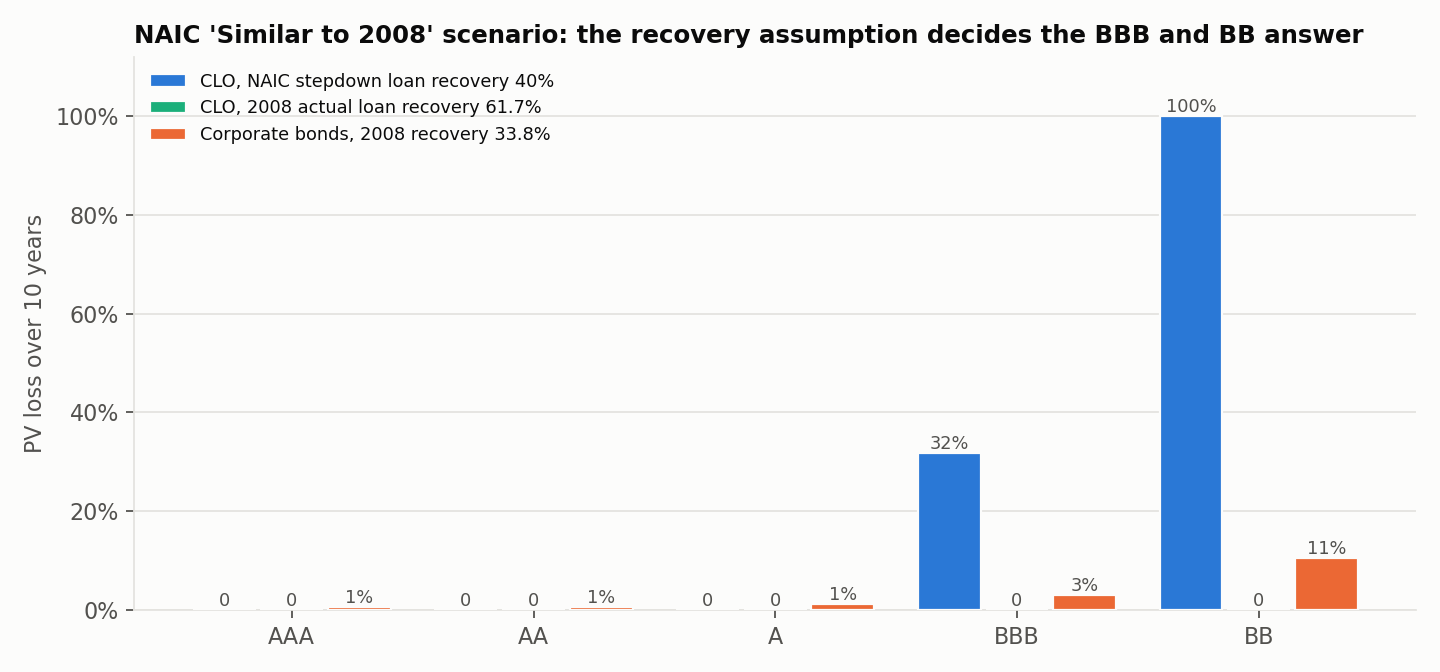 NAIC 'Similar to 2008' scenario: the recovery assumption decides the BBB and BB answer
CLO, NAIC stepdown loan recovery 40%
CLO, 2008 actual loan recovery 61.7%
Corporate bonds, 2008 recovery 33.8%
PV loss over 10 years
100%
80%
60%
40%
20%
0%
0 0 1% 0 0 1% 0 0 1% 32% 0 3% 100% 0 11%
AAA AA A BBB BB